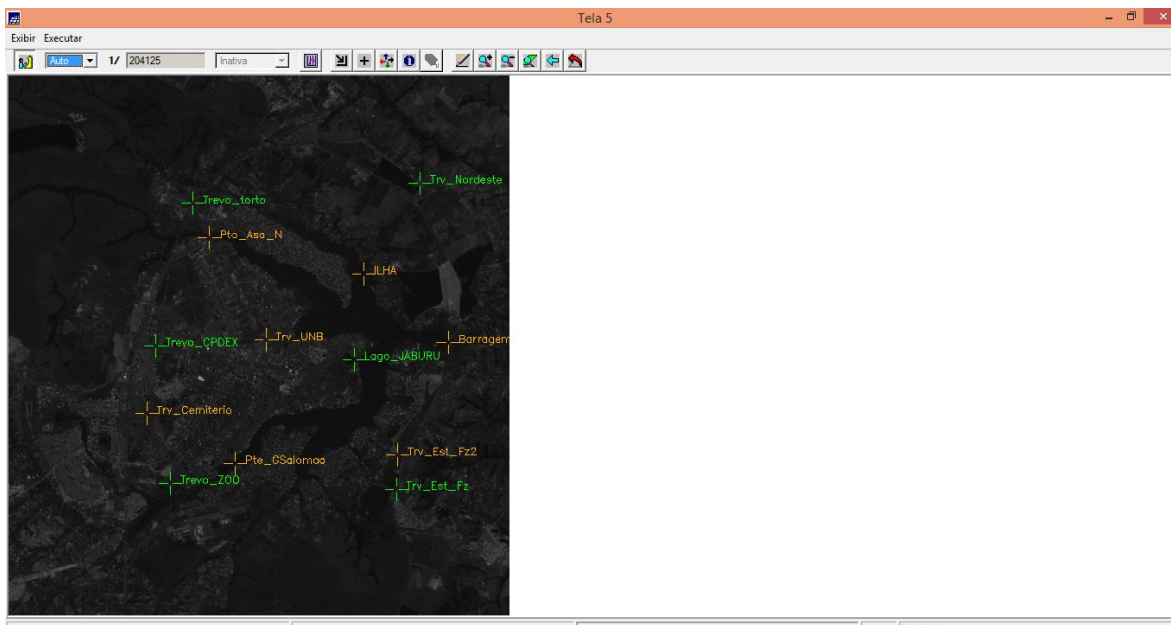 Tela 5
Exibir Executar
Auto 1/ 204125 Inativa
Trv_Nordeste
Trevo_torto
Pto_Asa_N
ILHA
Trevo_CPDEX
Trv_UNB
Barragem
Lago_JABURU
Trv_Cemiterio
Trv_Est_Fz2
Pte_GSalomao
Trevo_ZOO
Trv_Est_Fz